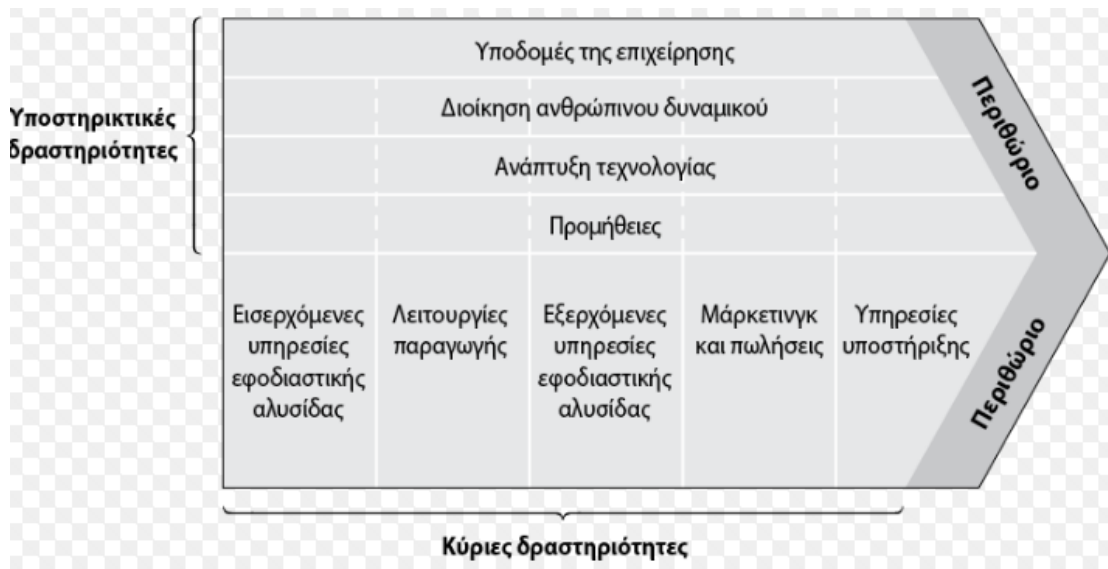 Υποδομές της επιχείρησης
Υποστηρικτικές
δραστηριότητες
Διοίκηση ανθρώπινου δυναμικού
Ανάπτυξη τεχνολογίας
Προμήθειες
Περιθώριο
Εισερχόμενες
υπηρεσίες
εφοδιαστικής
αλυσίδας
Λειτουργίες
παραγωγής
Εξερχόμενες
υπηρεσίες
εφοδιαστικής
αλυσίδας
Μάρκετινγκ
και πωλήσεις
Υπηρεσίες
υποστήριξης
Περιθώριο
Κύριες δραστηριότητες